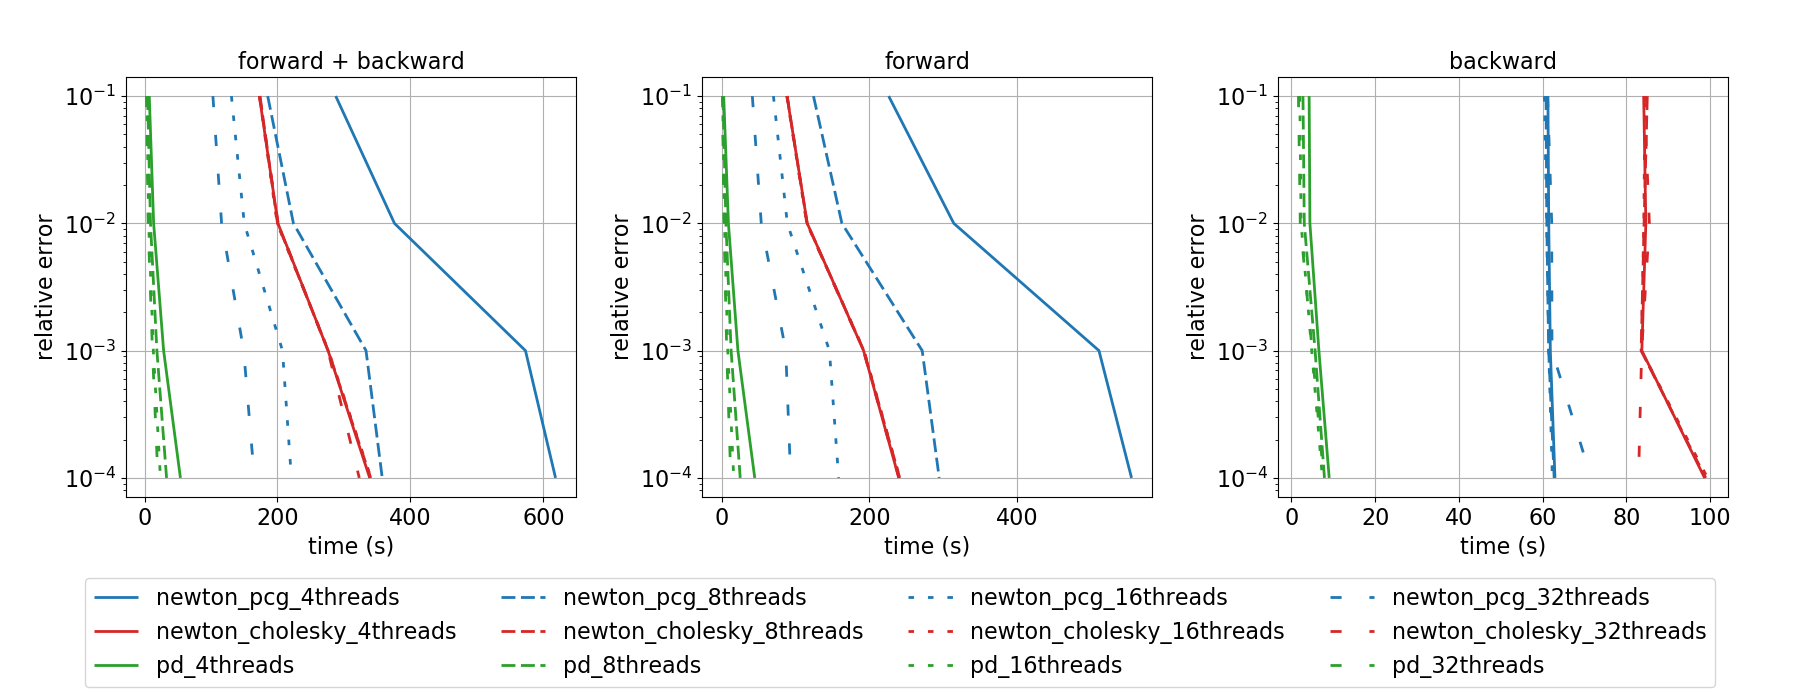 forward + backward
forward
backward
10⁻¹
10⁻²
10⁻³
10⁻⁴
relative error
0
200
400
600
time (s)
10⁻¹
10⁻²
10⁻³
10⁻⁴
relative error
0
200
400
time (s)
10⁻¹
10⁻²
10⁻³
10⁻⁴
relative error
0
20
40
60
80
100
time (s)
newton_pcg_4threads
newton_pcg_8threads
newton_pcg_16threads
newton_pcg_32threads
newton_cholesky_4threads
newton_cholesky_8threads
newton_cholesky_16threads
newton_cholesky_32threads
pd_4threads
pd_8threads
pd_16threads
pd_32threads